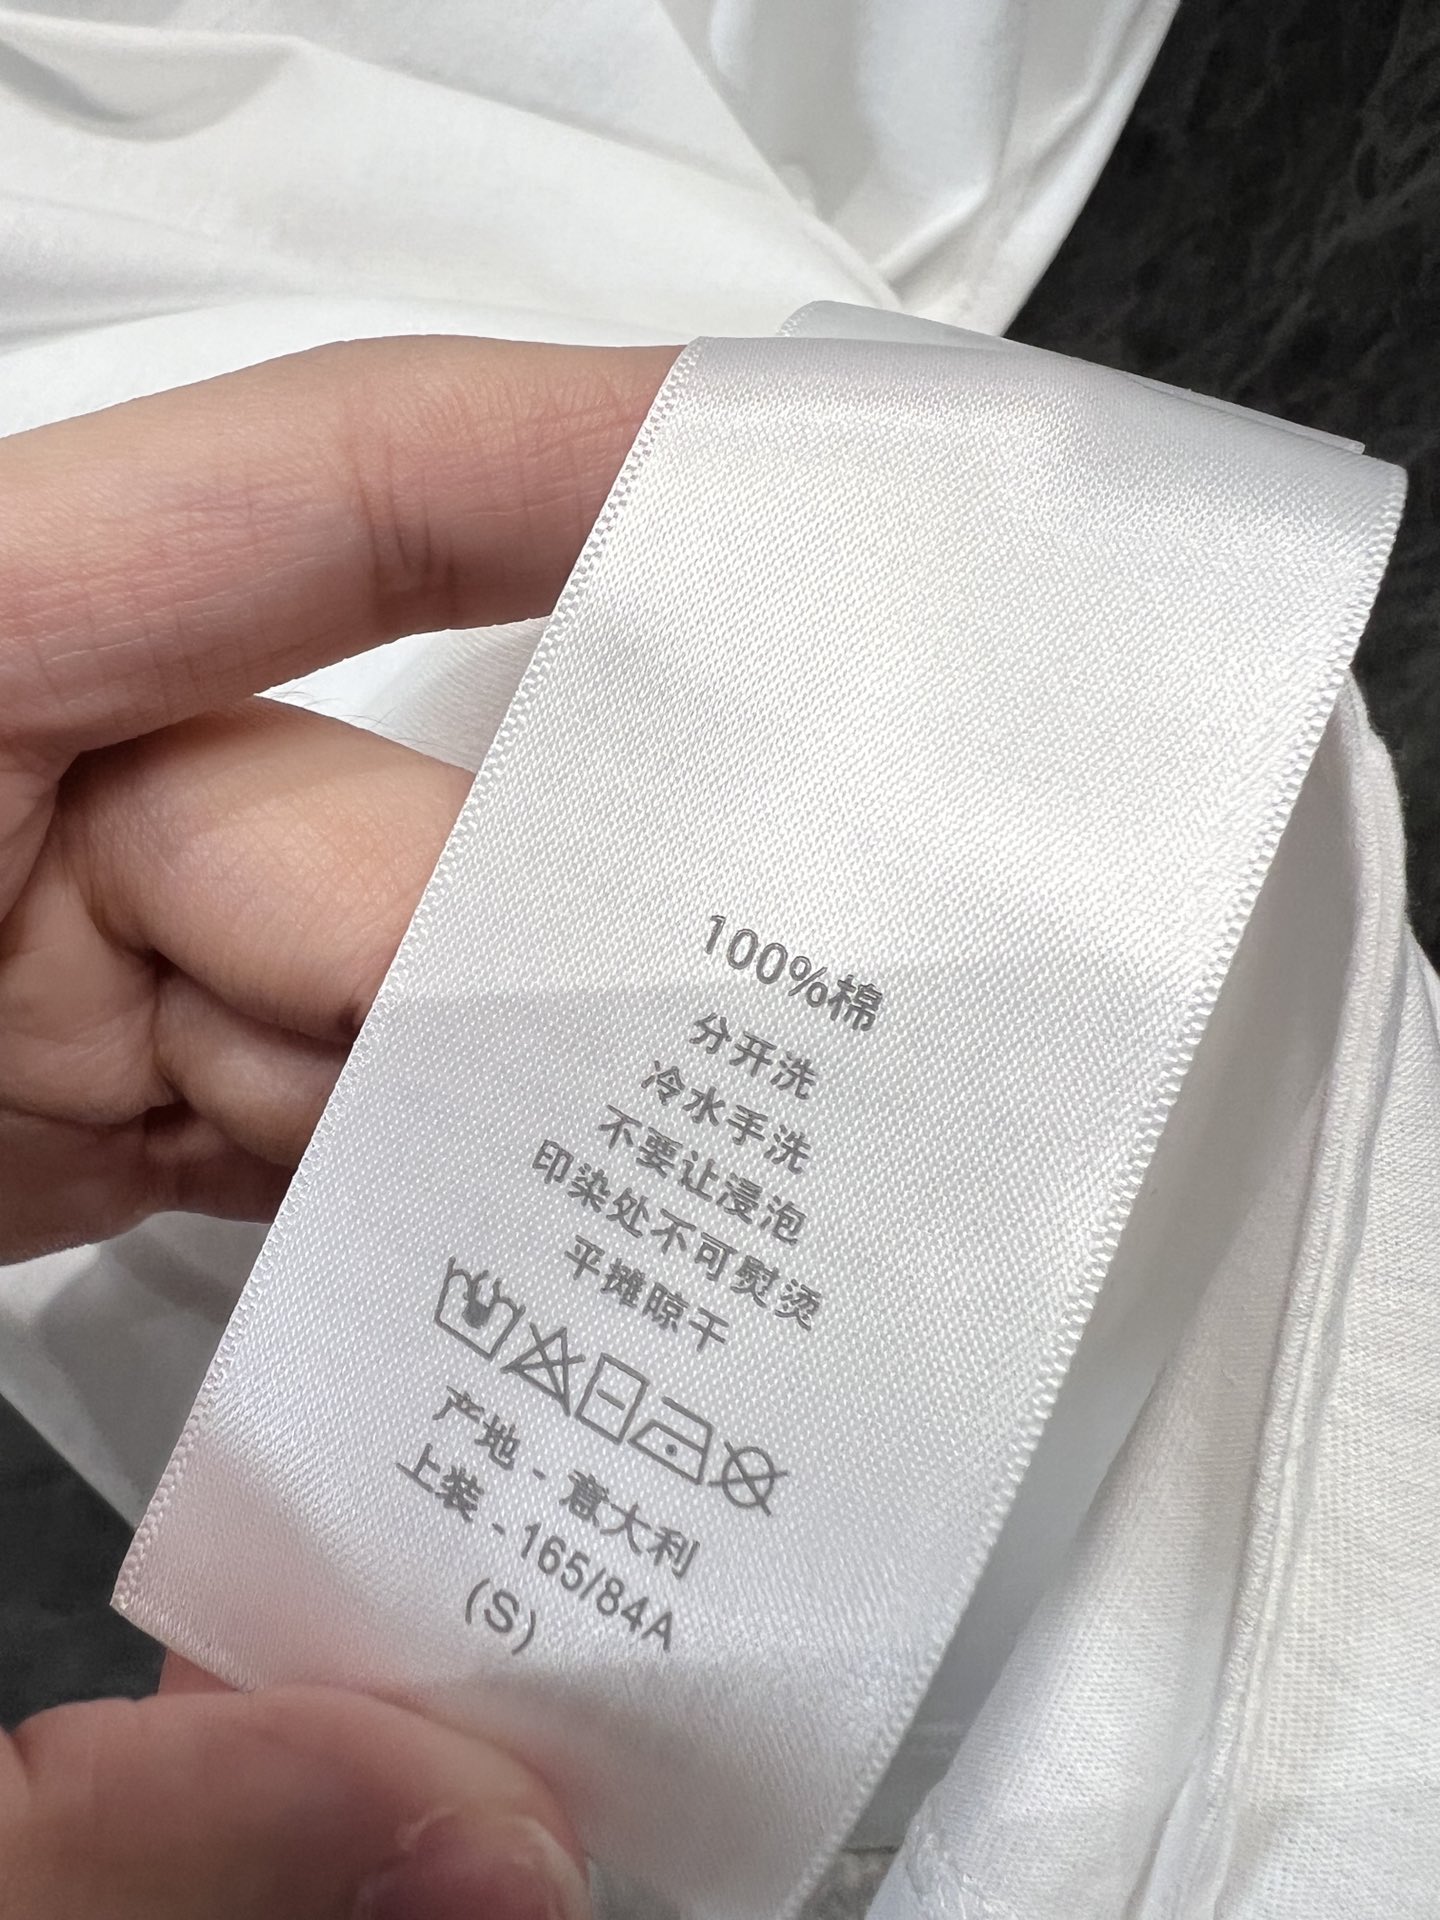 100%棉
分开洗
冷水手洗
不要让浸泡
印染处不可熨烫
平摊晾干
产地 - 意大利
上装 - 165/84A
(S)